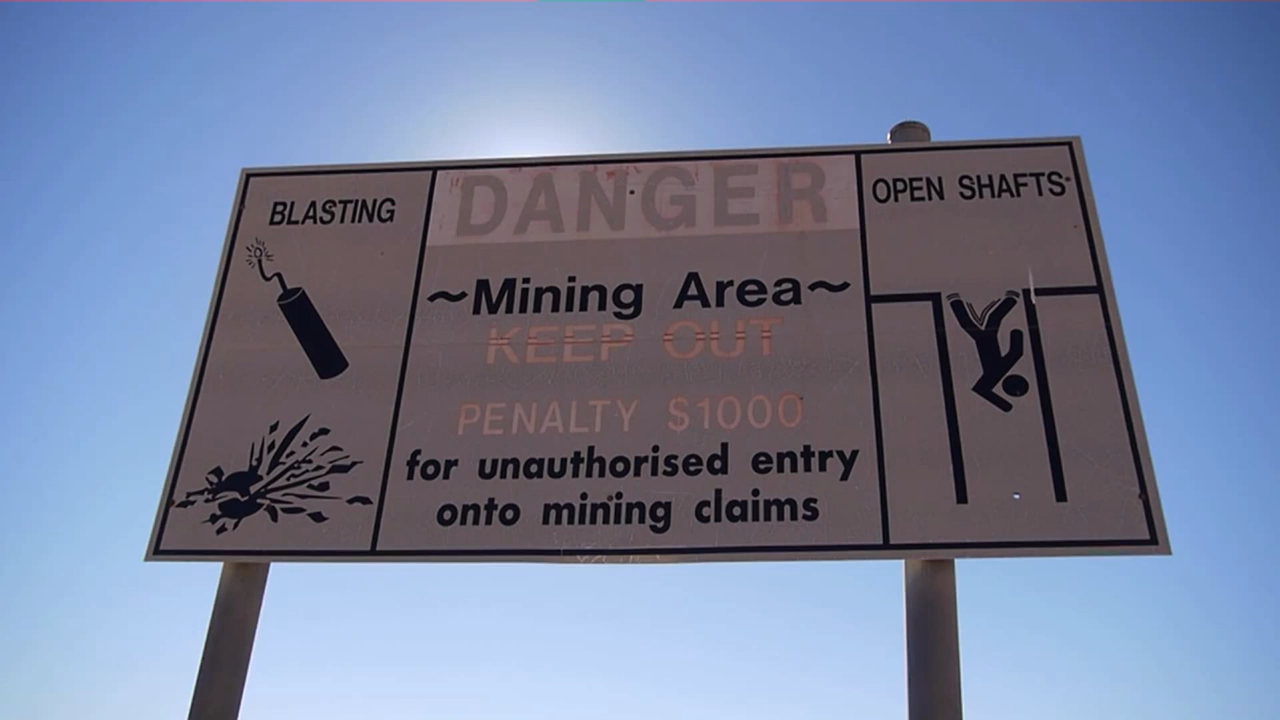 BLASTING
DANGER
~Mining Area~
KEEP OUT
PENALTY $1000
for unauthorised entry
onto mining claims
OPEN SHAFTS